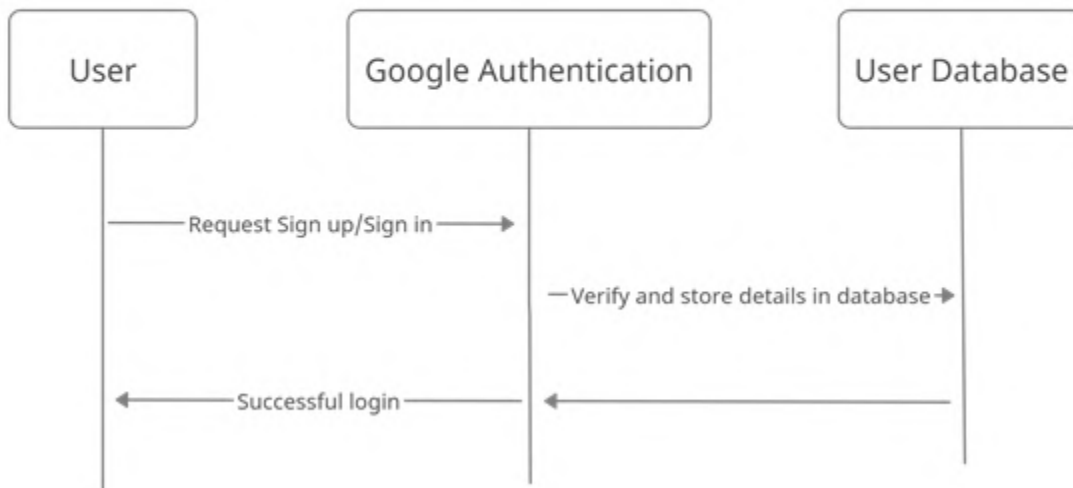 User
Google Authentication
User Database
Request Sign up/Sign in
Verify and store details in database
Successful login